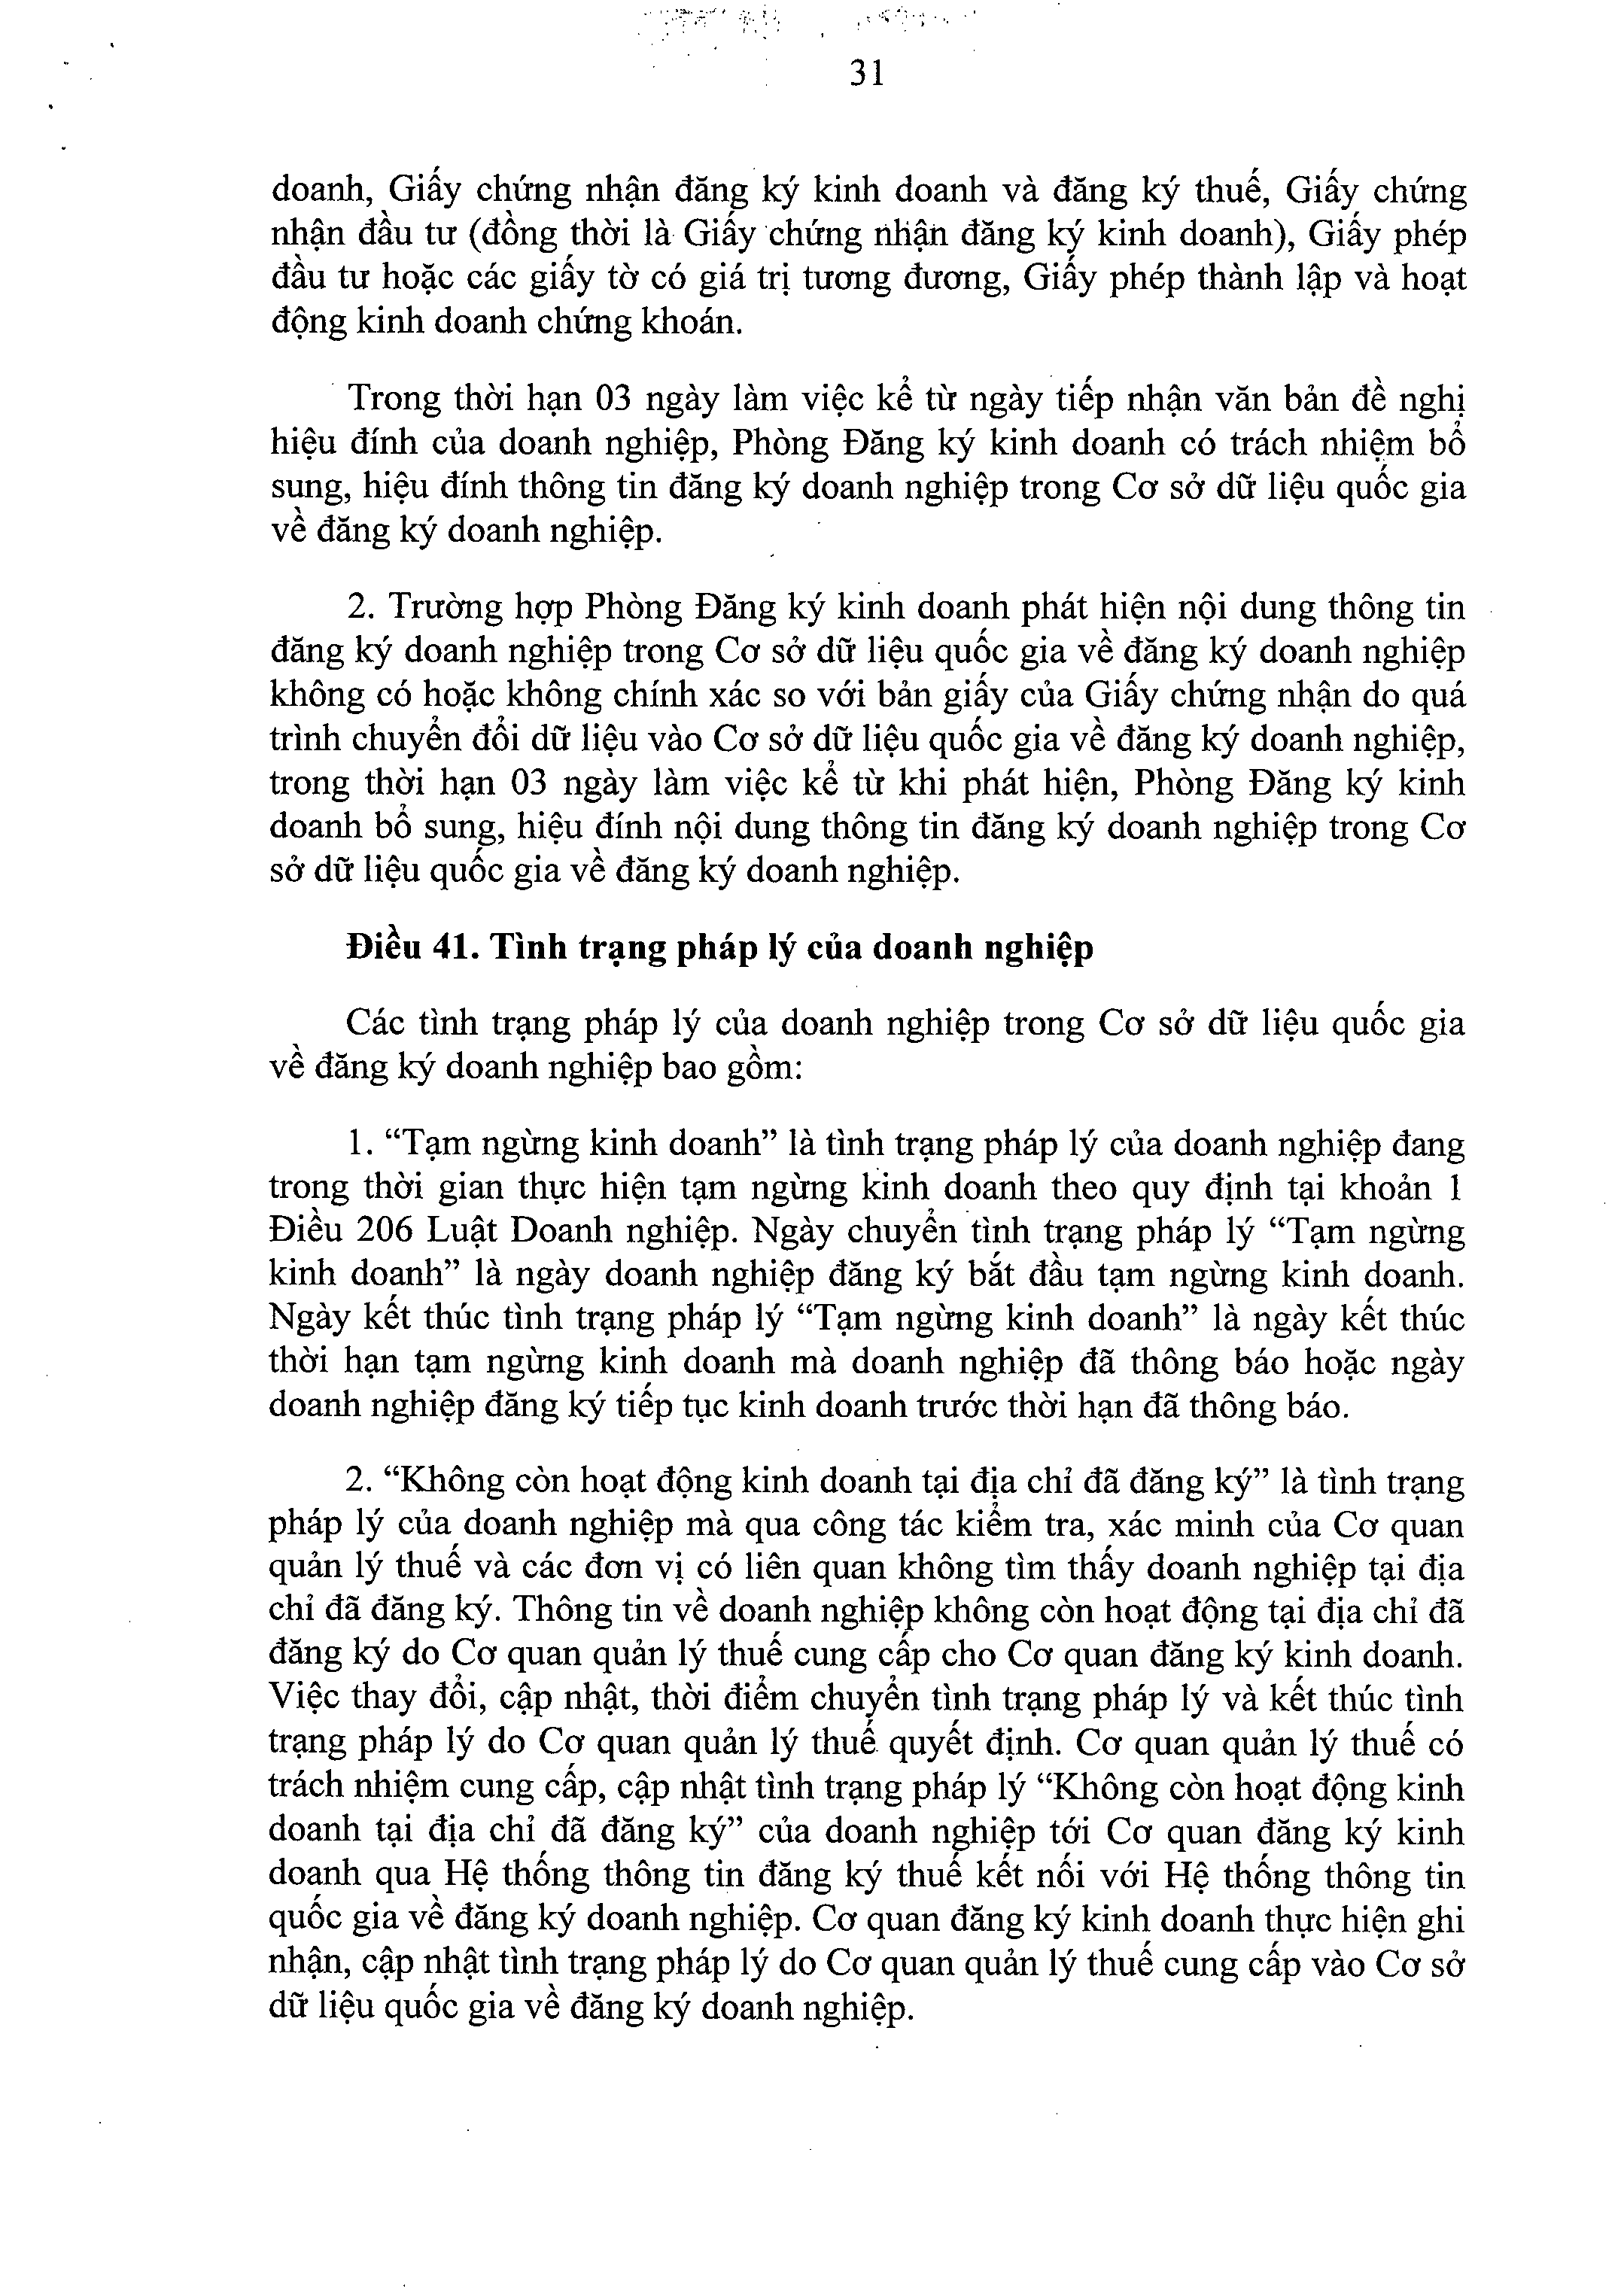 31
doanh, Giấy chứng nhận đăng ký kinh doanh và đăng ký thuế, Giấy chứng
nhận đầu tư (đồng thời là Giấy chứng nhận đăng ký kinh doanh), Giấy phép
đầu tư hoặc các giấy tờ có giá trị tương đương, Giấy phép thành lập và hoạt
động kinh doanh chứng khoán.
Trong thời hạn 03 ngày làm việc kể từ ngày tiếp nhận văn bản đề nghị
hiệu đính của doanh nghiệp, Phòng Đăng ký kinh doanh có trách nhiệm bổ
sung, hiệu đính thông tin đăng ký doanh nghiệp trong Cơ sở dữ liệu quốc gia
về đăng ký doanh nghiệp.
2. Trường hợp Phòng Đăng ký kinh doanh phát hiện nội dung thông tin
đăng ký doanh nghiệp trong Cơ sở dữ liệu quốc gia về đăng ký doanh nghiệp
không có hoặc không chính xác so với bản giấy của Giấy chứng nhận do quá
trình chuyển đổi dữ liệu vào Cơ sở dữ liệu quốc gia về đăng ký doanh nghiệp,
trong thời hạn 03 ngày làm việc kể từ khi phát hiện, Phòng Đăng ký kinh
doanh bổ sung, hiệu đính nội dung thông tin đăng ký doanh nghiệp trong Cơ
sở dữ liệu quốc gia về đăng ký doanh nghiệp.
Điều 41. Tình trạng pháp lý của doanh nghiệp
Các tình trạng pháp lý của doanh nghiệp trong Cơ sở dữ liệu quốc gia
về đăng ký doanh nghiệp bao gồm:
1. “Tạm ngừng kinh doanh” là tình trạng pháp lý của doanh nghiệp đang
trong thời gian thực hiện tạm ngừng kinh doanh theo quy định tại khoản 1
Điều 206 Luật Doanh nghiệp. Ngày chuyển tình trạng pháp lý “Tạm ngừng
kinh doanh” là ngày doanh nghiệp đăng ký bắt đầu tạm ngừng kinh doanh.
Ngày kết thúc tình trạng pháp lý “Tạm ngừng kinh doanh” là ngày kết thúc
thời hạn tạm ngừng kinh doanh mà doanh nghiệp đã thông báo hoặc ngày
doanh nghiệp đăng ký tiếp tục kinh doanh trước thời hạn đã thông báo.
2. “Không còn hoạt động kinh doanh tại địa chỉ đã đăng ký” là tình trạng
pháp lý của doanh nghiệp mà qua công tác kiểm tra, xác minh của Cơ quan
quản lý thuế và các đơn vị có liên quan không tìm thấy doanh nghiệp tại địa
chỉ đã đăng ký. Thông tin về doanh nghiệp không còn hoạt động tại địa chỉ đã
đăng ký do Cơ quan quản lý thuế cung cấp cho Cơ quan đăng ký kinh doanh.
Việc thay đổi, cập nhật, thời điểm chuyển tình trạng pháp lý và kết thúc tình
trạng pháp lý do Cơ quan quản lý thuế quyết định. Cơ quan quản lý thuế có
trách nhiệm cung cấp, cập nhật tình trạng pháp lý “Không còn hoạt động kinh
doanh tại địa chỉ đã đăng ký” của doanh nghiệp tới Cơ quan đăng ký kinh
doanh qua Hệ thống thông tin đăng ký thuế kết nối với Hệ thống thông tin
quốc gia về đăng ký doanh nghiệp. Cơ quan đăng ký kinh doanh thực hiện ghi
nhận, cập nhật tình trạng pháp lý do Cơ quan quản lý thuế cung cấp vào Cơ sở
dữ liệu quốc gia về đăng ký doanh nghiệp.